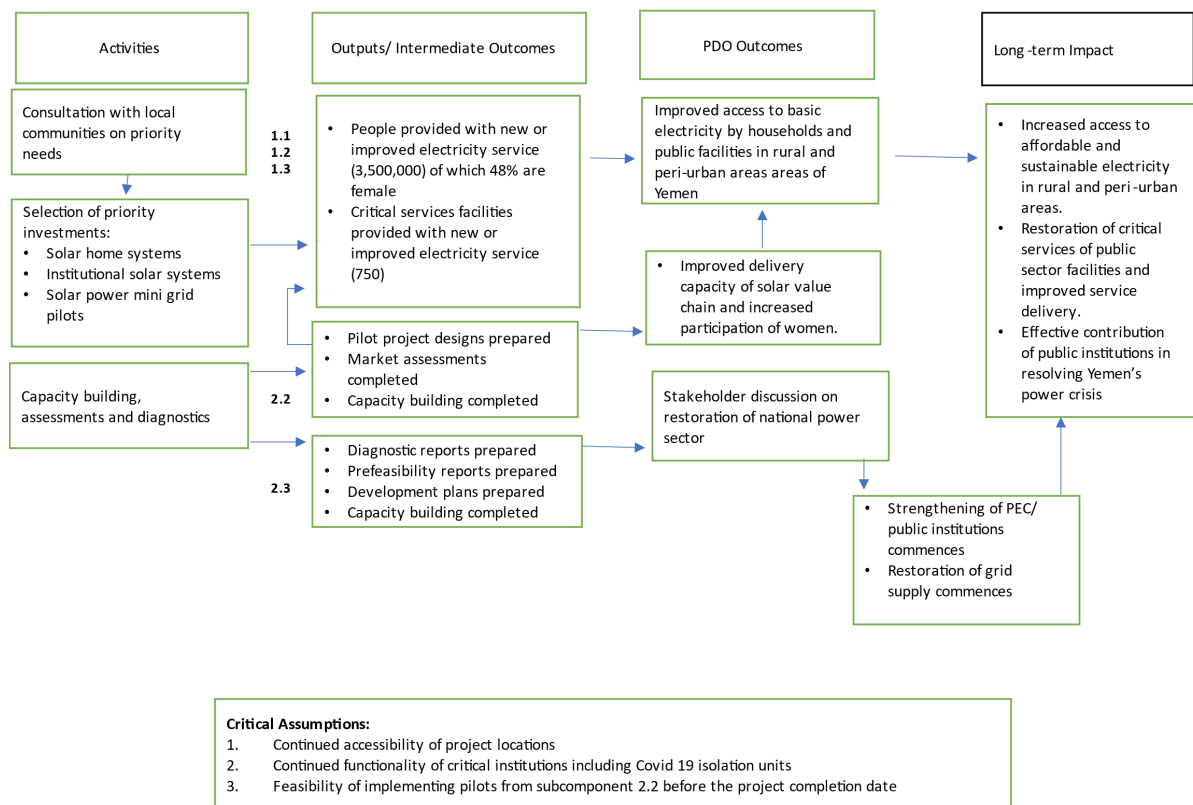 Activities
Outputs/ Intermediate Outcomes
PDO Outcomes
Long -term Impact
Consultation with local
communities on priority
needs
Selection of priority
investments:
• Solar home systems
• Institutional solar systems
• Solar power mini grid
pilots
Capacity building,
assessments and diagnostics
1.1
1.2
1.3
• People provided with new or
improved electricity service
(3,500,000) of which 48% are
female
• Critical services facilities
provided with new or
improved electricity service
(750)
2.2
• Pilot project designs prepared
• Market assessments
completed
• Capacity building completed
2.3
• Diagnostic reports prepared
• Prefeasibility reports prepared
• Development plans prepared
• Capacity building completed
Improved access to basic
electricity by households and
public facilities in rural and
peri-urban areas areas of
Yemen
• Improved delivery
capacity of solar value
chain and increased
participation of women.
Stakeholder discussion on
restoration of national power
sector
• Strengthening of PEC/
public institutions
commences
• Restoration of grid
supply commences
• Increased access to
affordable and
sustainable electricity
in rural and peri-urban
areas.
• Restoration of critical
services of public
sector facilities and
improved service
delivery.
• Effective contribution
of public institutions in
resolving Yemen's
power crisis
Critical Assumptions:
1. Continued accessibility of project locations
2. Continued functionality of critical institutions including Covid 19 isolation units
3. Feasibility of implementing pilots from subcomponent 2.2 before the project completion date